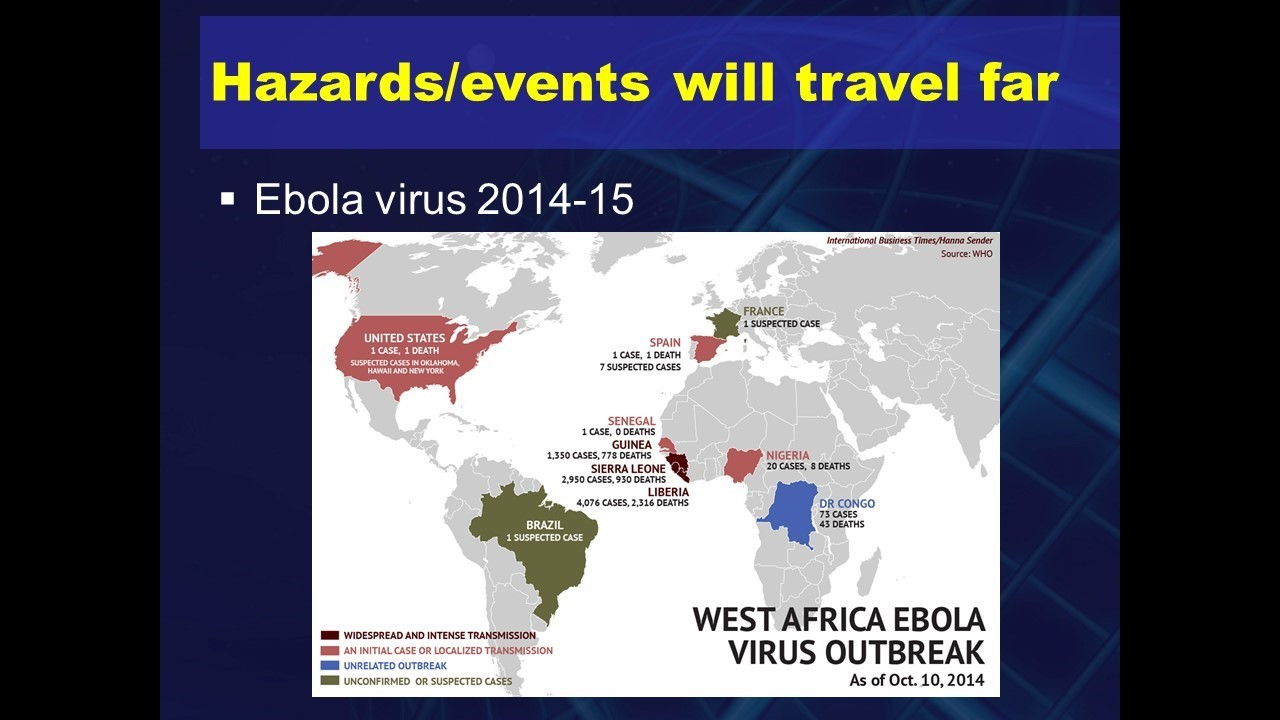 Hazards/events will travel far
▪ Ebola virus 2014-15
International Business Times/Hanna Sender
Source: WHO
FRANCE
1 SUSPECTED CASE
UNITED STATES
1 CASE, 1 DEATH
SUSPECTED CASES IN OKLAHOMA,
HAWAII AND NEW YORK
SPAIN
1 CASE, 1 DEATH
7 SUSPECTED CASES
SENEGAL
1 CASE, 0 DEATHS
GUINEA
1,350 CASES, 778 DEATHS
SIERRA LEONE
2,950 CASES, 930 DEATHS
LIBERIA
4,076 CASES, 2,316 DEATHS
NIGERIA
20 CASES, 8 DEATHS
DR CONGO
73 CASES
43 DEATHS
BRAZIL
1 SUSPECTED CASE
WEST AFRICA EBOLA
VIRUS OUTBREAK
As of Oct. 10, 2014
WIDESPREAD AND INTENSE TRANSMISSION
AN INITIAL CASE OR LOCALIZED TRANSMISSION
UNRELATED OUTBREAK
UNCONFIRMED OR SUSPECTED CASES